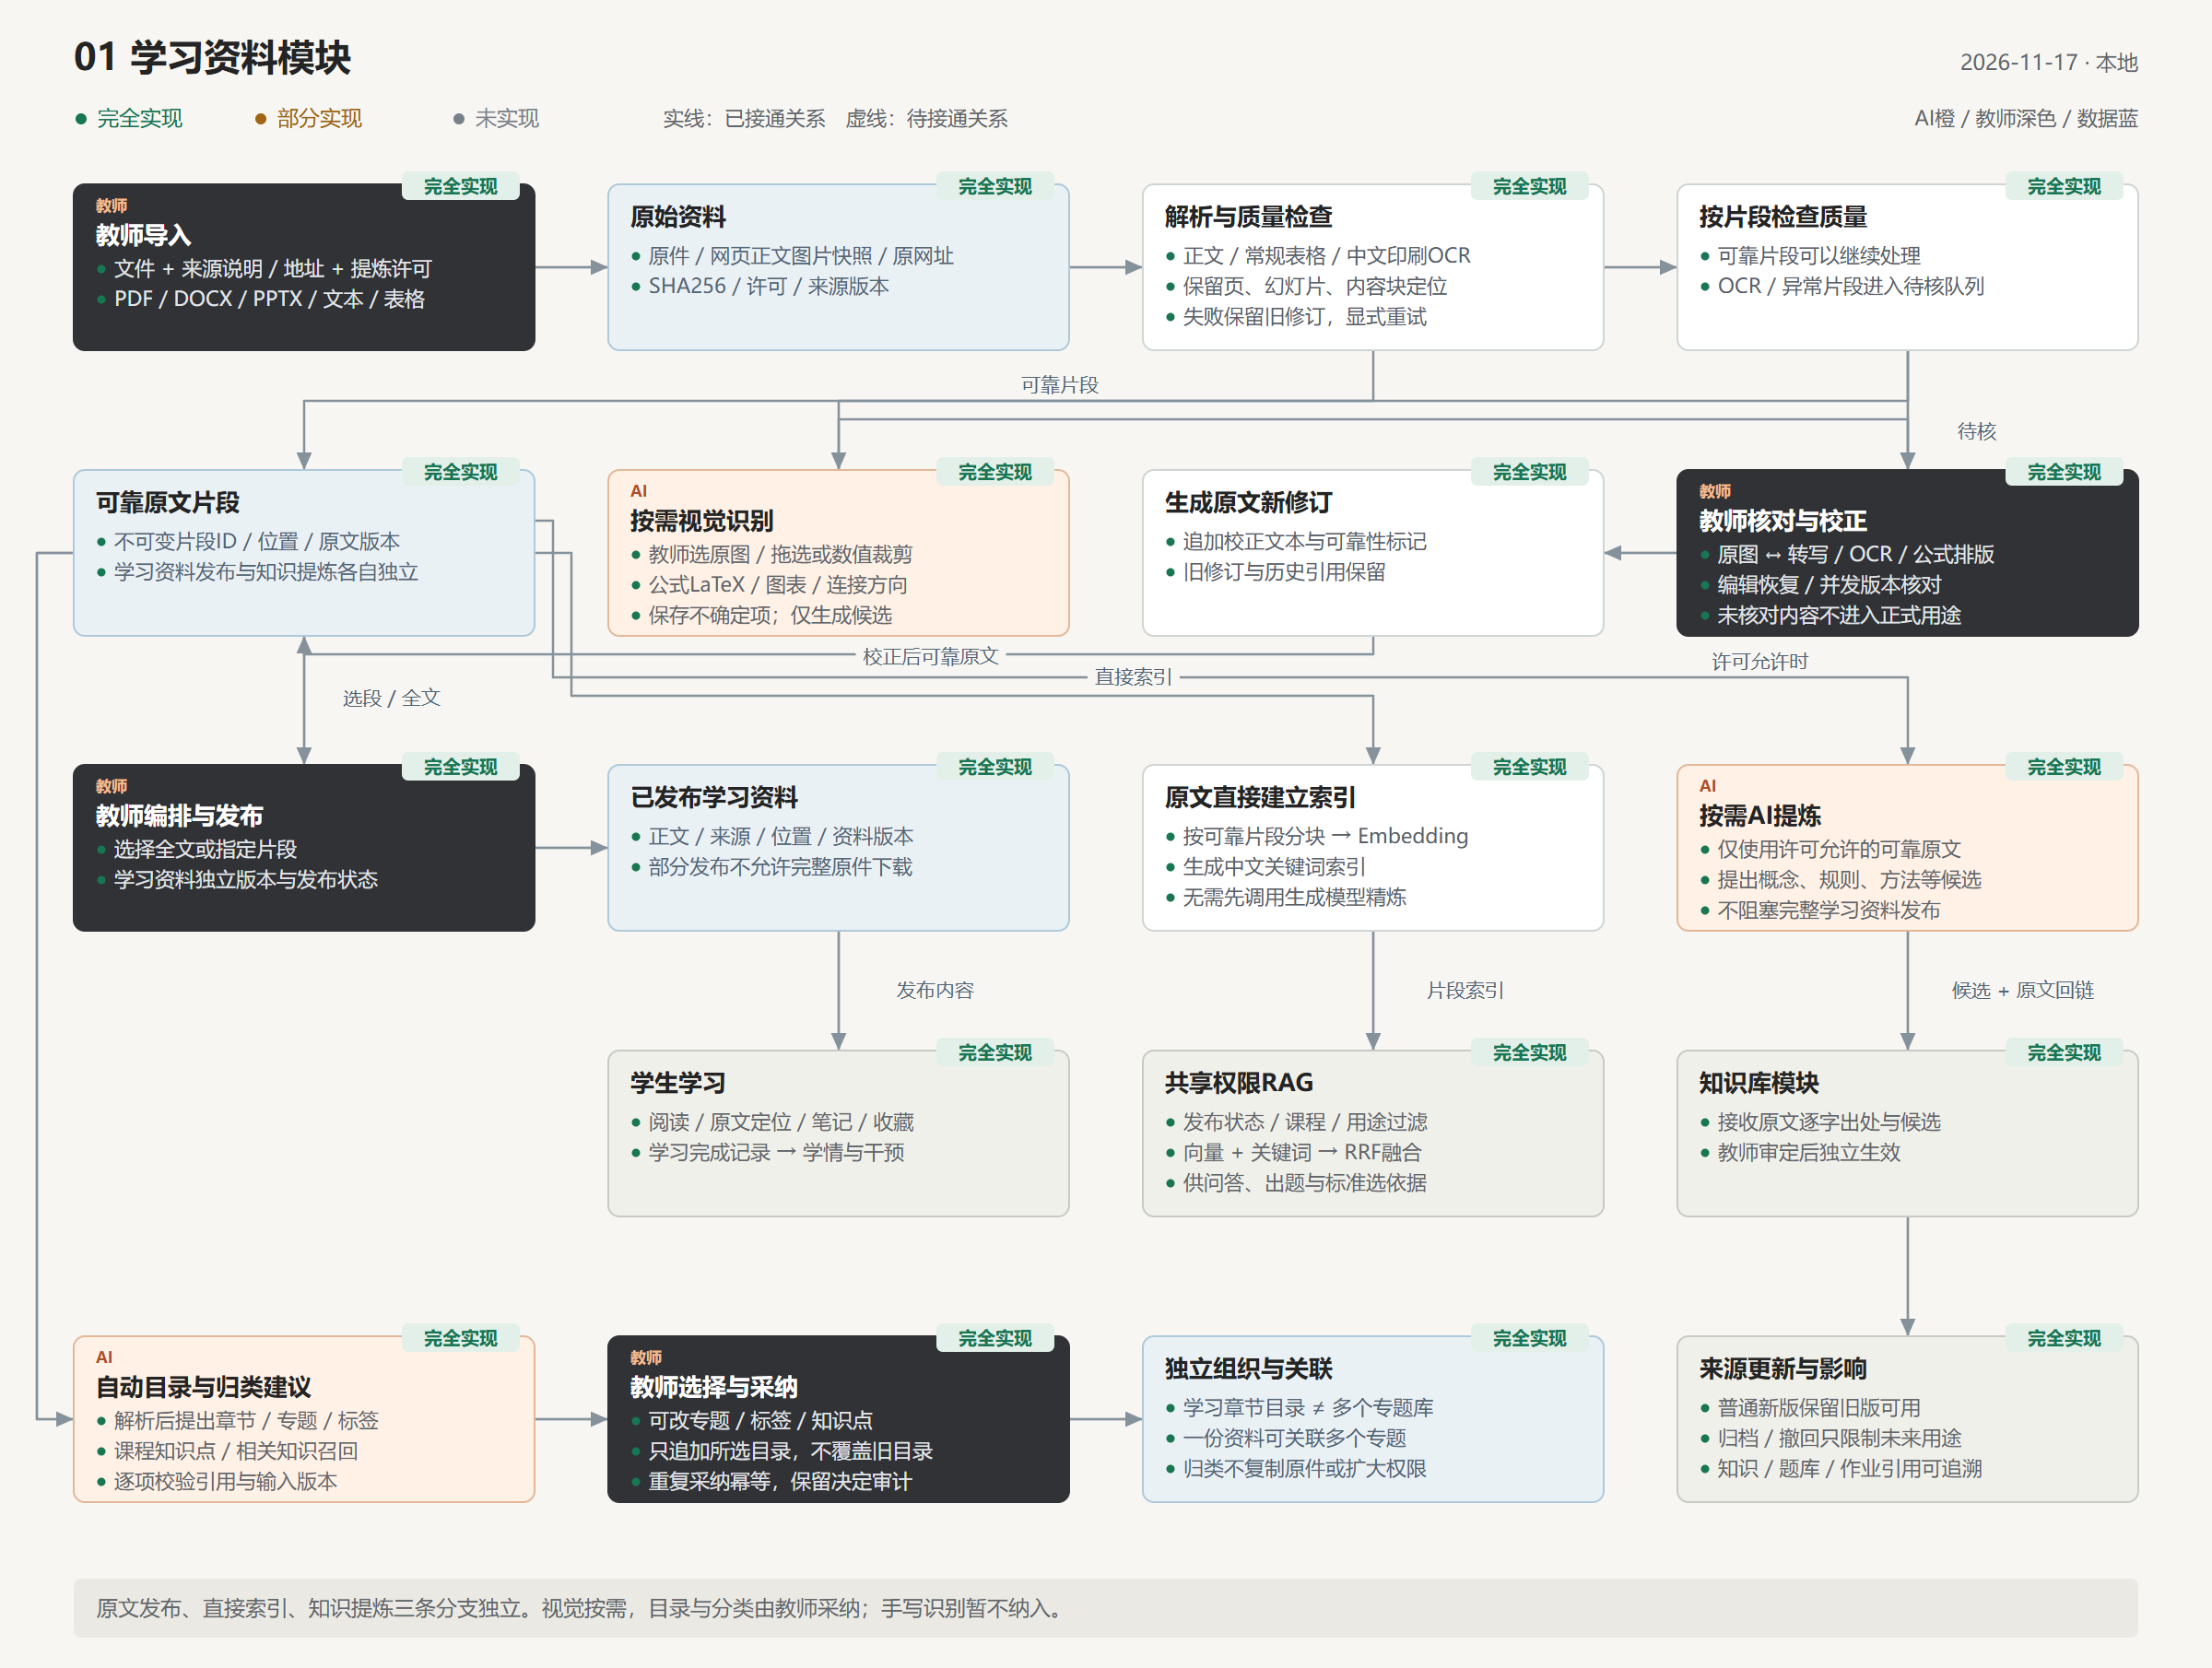 01 学习资料模块
2026-11-17 · 本地
完全实现
部分实现
未实现
实线：已接通关系 虚线：待接通关系
AI橙 / 教师深色 / 数据蓝
完全实现
教师
教师导入
文件 + 来源说明 / 地址 + 提炼许可
PDF / DOCX / PPTX / 文本 / 表格
完全实现
原始资料
原件 / 网页正文图片快照 / 原网址
SHA256 / 许可 / 来源版本
完全实现
解析与质量检查
正文 / 常规表格 / 中文印刷OCR
保留页、幻灯片、内容块定位
失败保留旧修订，显式重试
完全实现
按片段检查质量
可靠片段可以继续处理
OCR / 异常片段进入待核队列
可靠片段
待核
完全实现
可靠原文片段
不可变片段ID / 位置 / 原文版本
学习资料发布与知识提炼各自独立
完全实现
AI
按需视觉识别
教师选原图 / 拖选或数值裁剪
公式LaTeX / 图表 / 连接方向
保存不确定项；仅生成候选
完全实现
生成原文新修订
追加校正文本与可靠性标记
旧修订与历史引用保留
完全实现
教师
教师核对与校正
原图 ↔ 转写 / OCR / 公式排版
编辑恢复 / 并发版本核对
未核对内容不进入正式用途
校正后可靠原文
许可允许时
直接索引
选段 / 全文
完全实现
教师
教师编排与发布
选择全文或指定片段
学习资料独立版本与发布状态
完全实现
已发布学习资料
正文 / 来源 / 位置 / 资料版本
部分发布不允许完整原件下载
完全实现
原文直接建立索引
按可靠片段分块 → Embedding
生成中文关键词索引
无需先调用生成模型精炼
完全实现
AI
按需AI提炼
仅使用许可允许的可靠原文
提出概念、规则、方法等候选
不阻塞完整学习资料发布
发布内容
片段索引
候选 + 原文回链
完全实现
学生学习
阅读 / 原文定位 / 笔记 / 收藏
学习完成记录 → 学情与干预
完全实现
共享权限RAG
发布状态 / 课程 / 用途过滤
向量 + 关键词 → RRF融合
供问答、出题与标准选依据
完全实现
知识库模块
接收原文逐字出处与候选
教师审定后独立生效
完全实现
AI
自动目录与归类建议
解析后提出章节 / 专题 / 标签
课程知识点 / 相关知识召回
逐项校验引用与输入版本
完全实现
教师
教师选择与采纳
可改专题 / 标签 / 知识点
只追加所选目录，不覆盖旧目录
重复采纳幂等，保留决定审计
完全实现
独立组织与关联
学习章节目录 ≠ 多个专题库
一份资料可关联多个专题
归类不复制原件或扩大权限
完全实现
来源更新与影响
普通新版保留旧版可用
归档 / 撤回只限制未来用途
知识 / 题库 / 作业引用可追溯
原文发布、直接索引、知识提炼三条分支独立。视觉按需，目录与分类由教师采纳；手写识别暂不纳入。